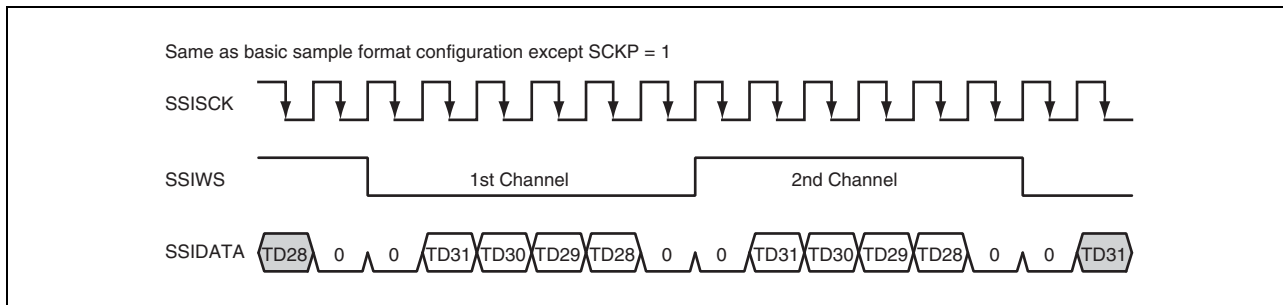 Same as basic sample format configuration except SCKP = 1
SSISCK
SSIWS 1st Channel 2nd Channel
SSIDATA TD28 0 0 TD31 TD30 TD29 TD28 0 0 TD31 TD30 TD29 TD28 0 0 TD31